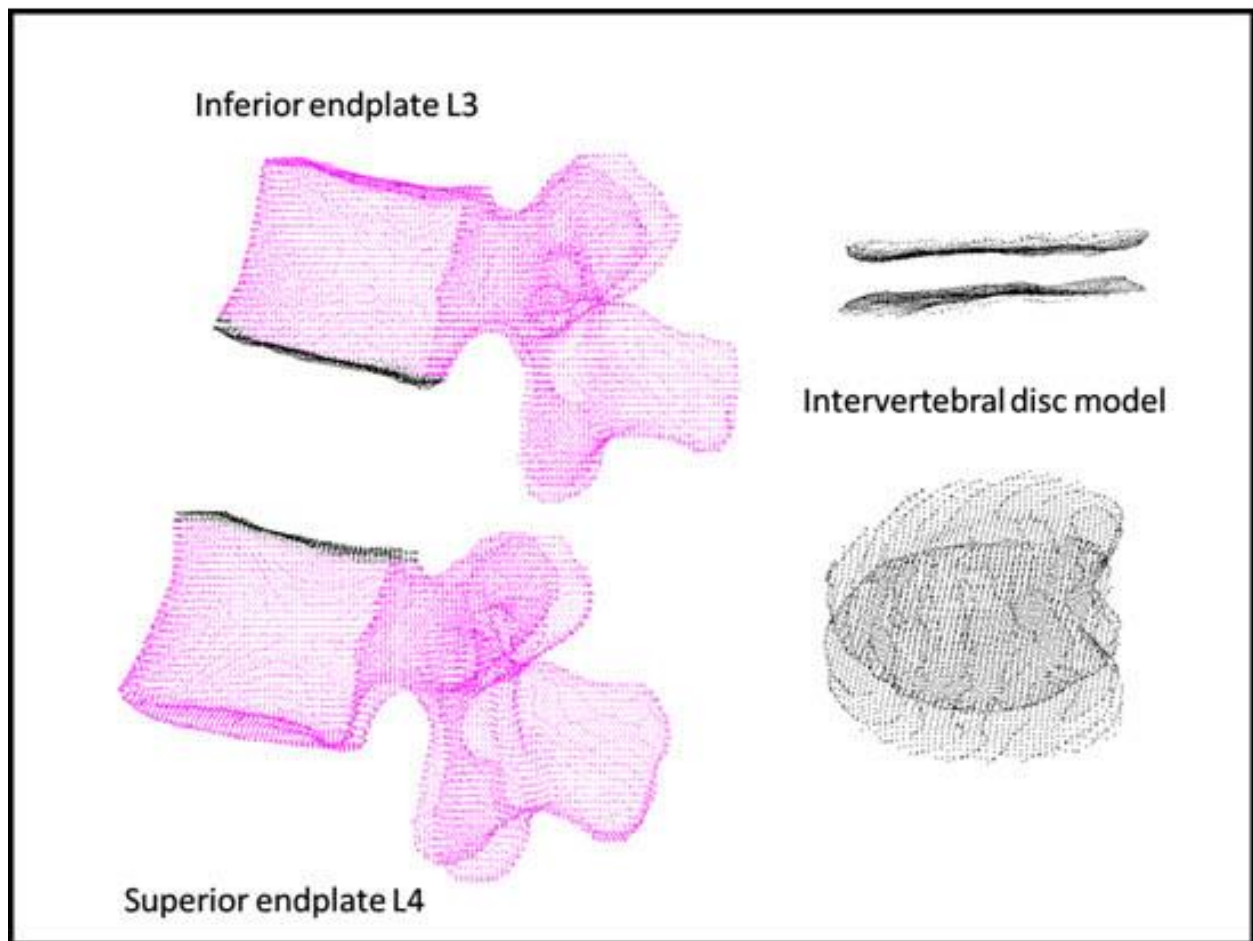 Inferior endplate L3
Intervertebral disc model
Superior endplate L4